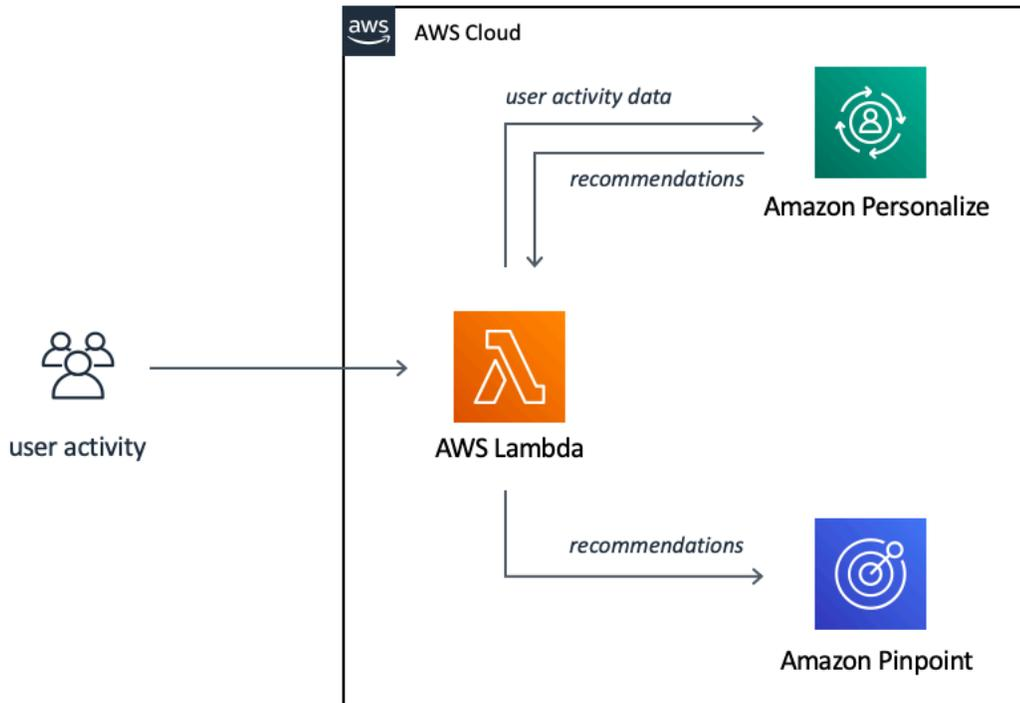 aws
AWS Cloud
user activity data
recommendations
Amazon Personalize
user activity
AWS Lambda
recommendations
Amazon Pinpoint